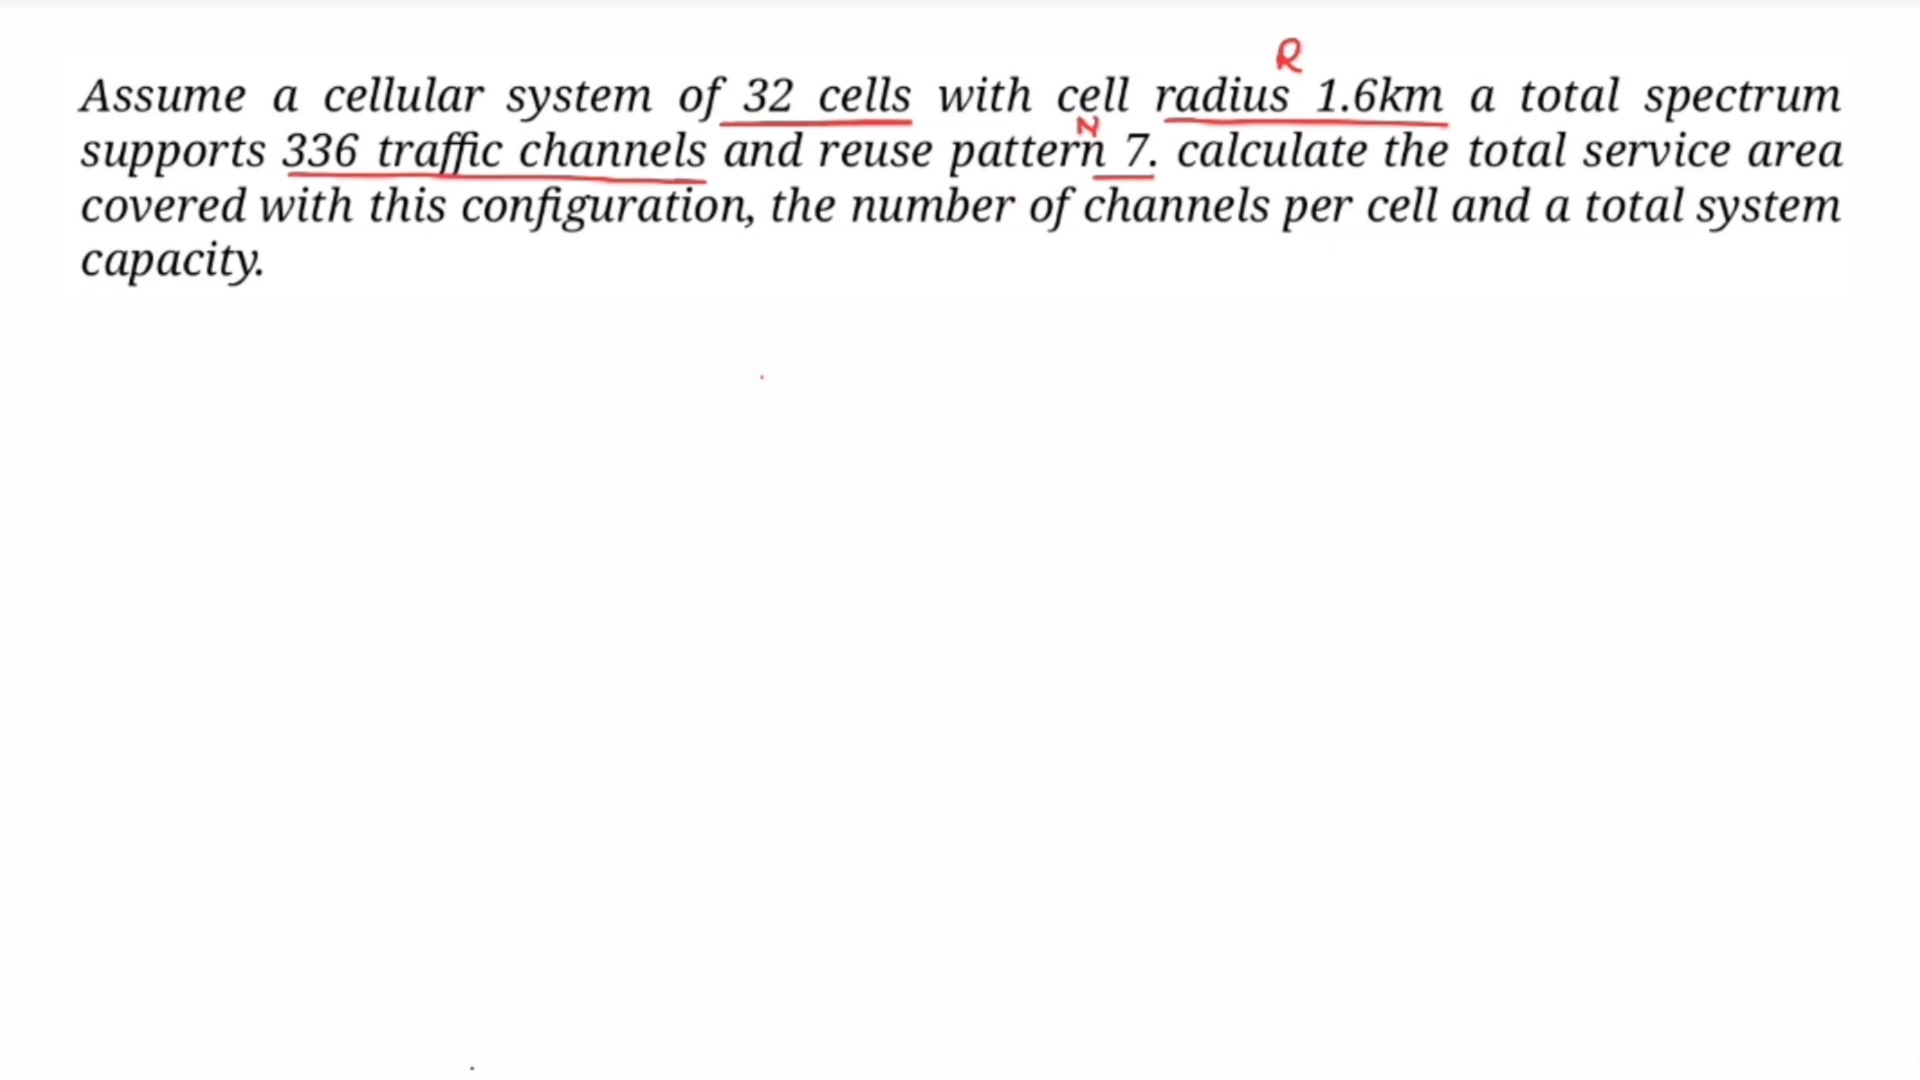 R
Assume a cellular system of 32 cells with cell radius 1.6km a total spectrum
N
supports 336 traffic channels and reuse pattern 7. calculate the total service area
covered with this configuration, the number of channels per cell and a total system
capacity.